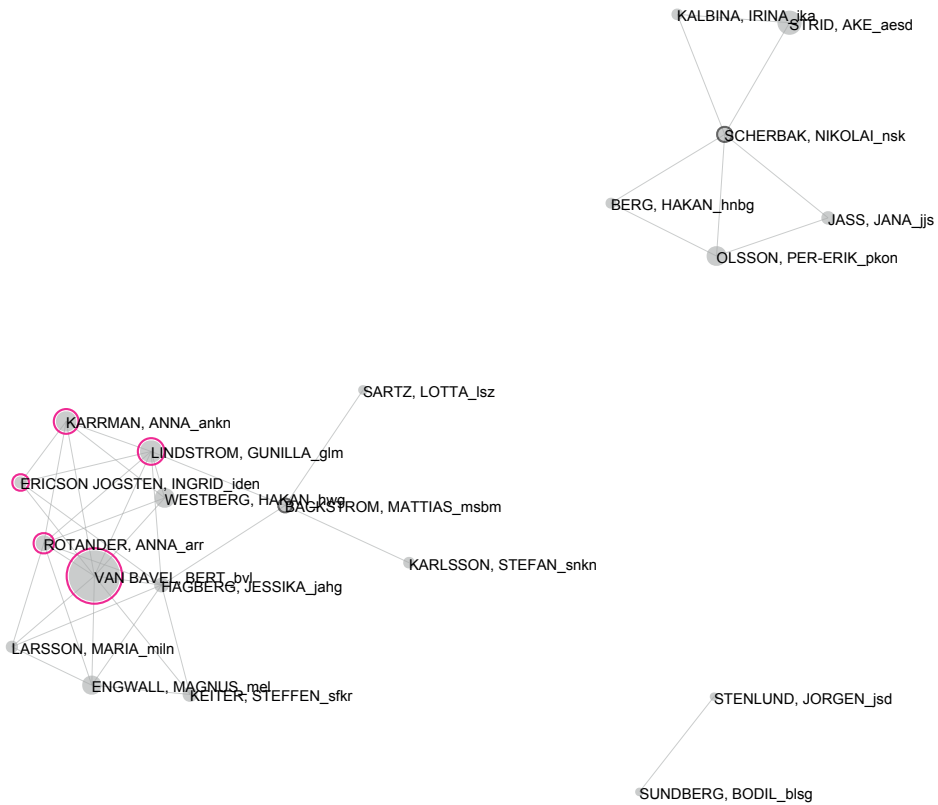 KALBINA, IRINA_ika
STRID, AKE_aesd
SCHERBAK, NIKOLAI_nsk
BERG, HAKAN_hnbg
JASS, JANA_jjs
OLSSON, PER-ERIK_pkon
SARTZ, LOTTA_lsz
KARRMAN, ANNA_ankn
LINDSTROM, GUNILLA_glm
ERICSON JOGSTEN, INGRID_iden
WESTBERG, HAKAN_hwg
BACKSTROM, MATTIAS_msbm
ROTANDER, ANNA_arr
KARLSSON, STEFAN_snkn
VAN BAVEL, BERT_bvl
HAGBERG, JESSIKA_jahg
LARSSON, MARIA_miln
ENGWALL, MAGNUS_mel
KEITER, STEFFEN_sfkr
STENLUND, JORGEN_jsd
SUNDBERG, BODIL_blsg